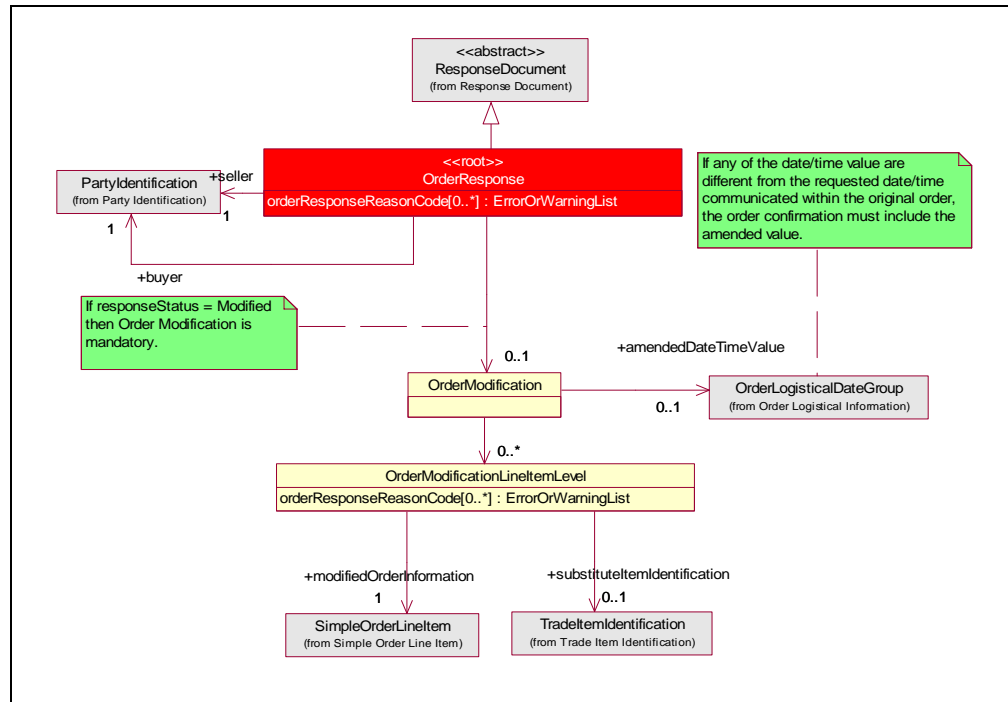 <<abstract>>
ResponseDocument
(from Response Document)
<<root>>
OrderResponse
orderResponseReasonCode[0..*] : ErrorOrWarningList
PartyIdentification
(from Party Identification)
+seller
1
1
+buyer
If any of the date/time value are
different from the requested date/time
communicated within the original order,
the order confirmation must include the
amended value.
If responseStatus = Modified
then Order Modification is
mandatory.
0..1
OrderModification
+amendedDateTimeValue
0..1
OrderLogisticalDateGroup
(from Order Logistical Information)
0..*
OrderModificationLineItemLevel
orderResponseReasonCode[0..*] : ErrorOrWarningList
+modifiedOrderInformation
1
+substituteItemIdentification
0..1
SimpleOrderLineItem
(from Simple Order Line Item)
TradeItemIdentification
(from Trade Item Identification)